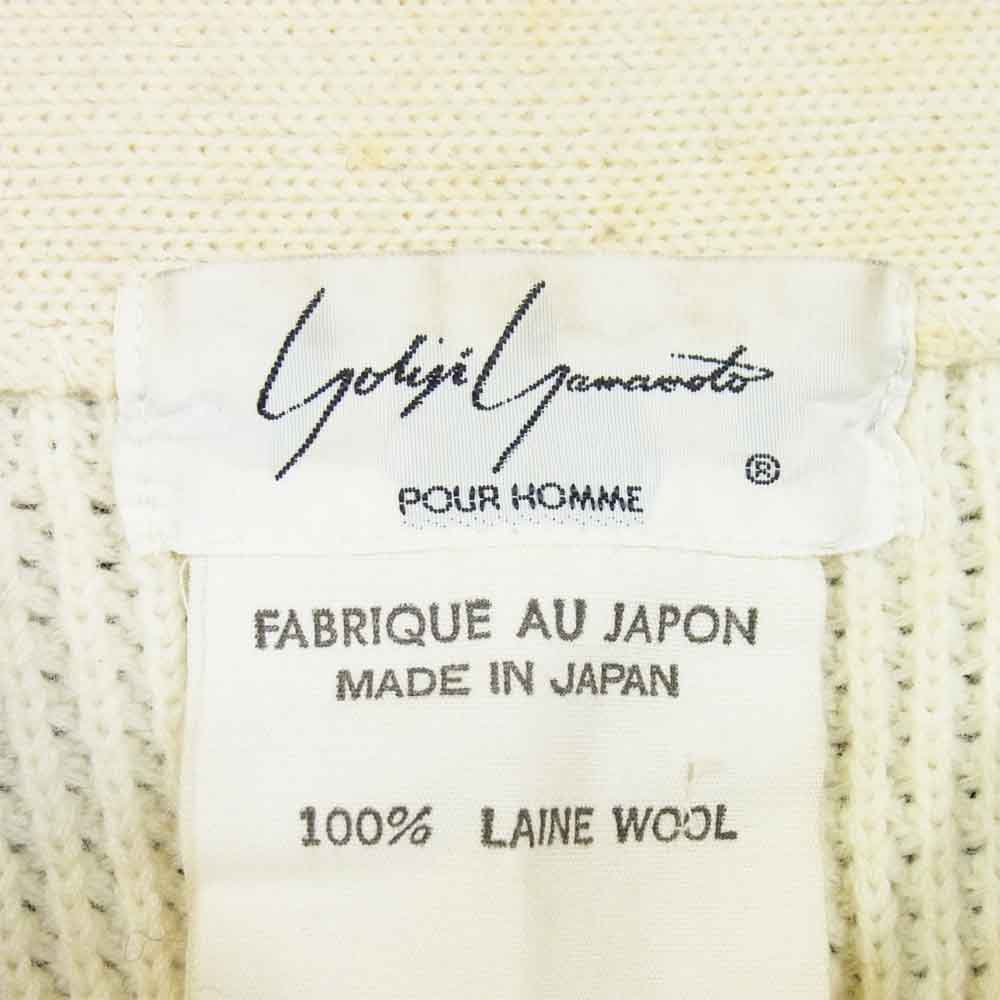 Yohji Yamamoto
®
POUR HOMME
FABRIQUE AU JAPON
MADE IN JAPAN
100% LAINE WOOL